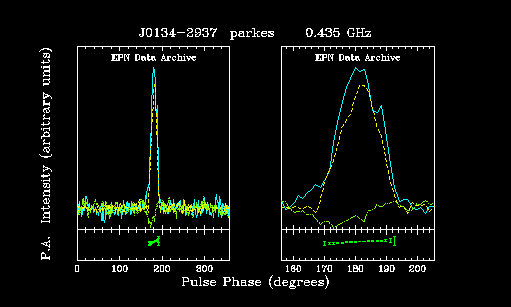 J0134-2937 parkes 0.435 GHz
EPN Data Archive
EPN Data Archive
P.A. Intensity (arbitrary units)
0 100 200 300
160 170 180 190 200
Pulse Phase (degrees)